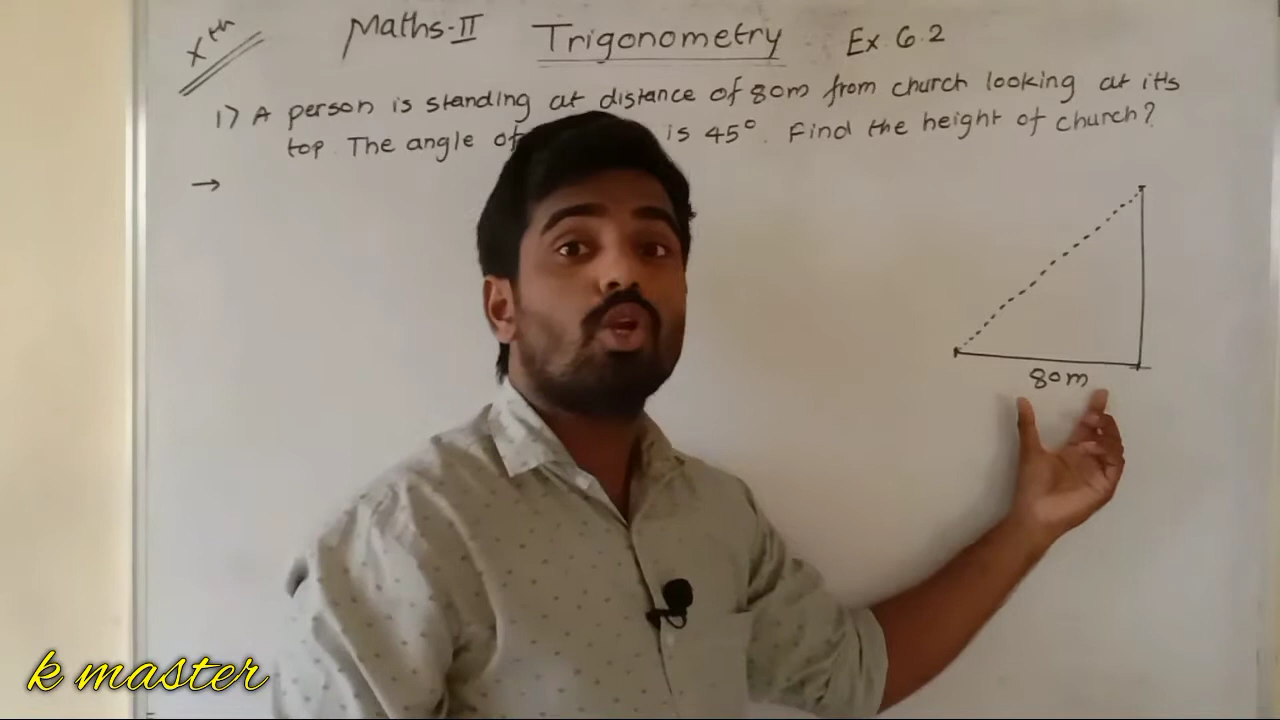 Xth Maths-II Trigonometry Ex 6.2
1) A person is standing at distance of 80m from church looking at it's
top. The angle of is 45°. Find the height of church?
→
80m
k master